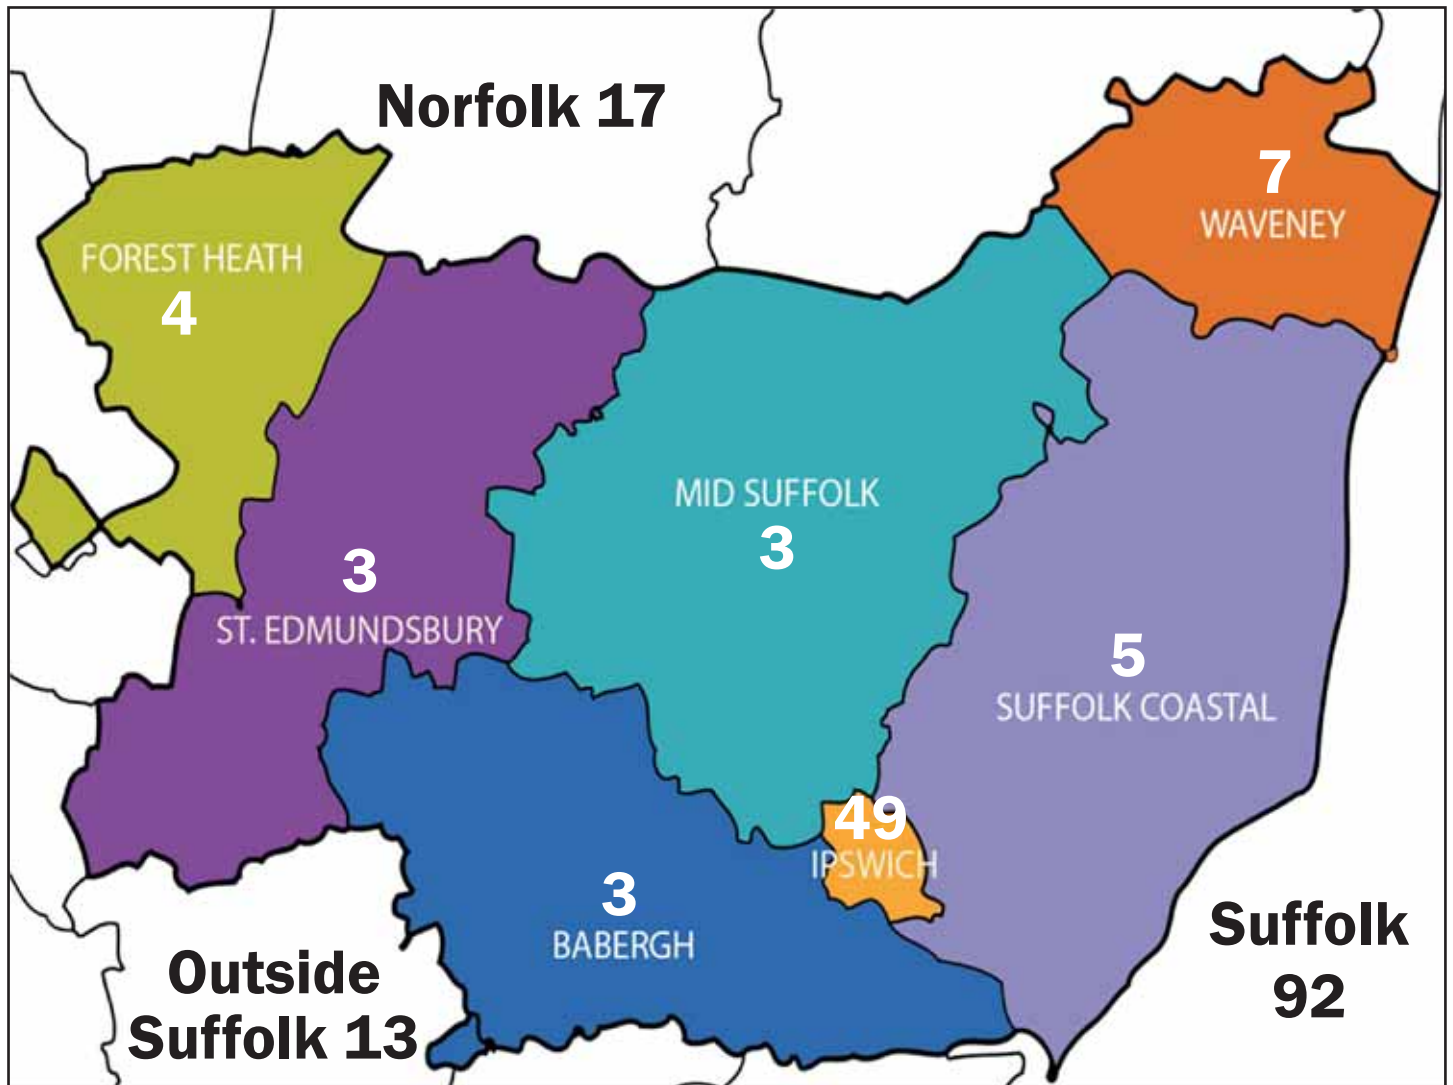 Norfolk 17
7
WAVENEY
FOREST HEATH
4
MID SUFFOLK
3
3
ST. EDMUNDSBURY
5
SUFFOLK COASTAL
49
IPSWICH
3
BABERGH
Suffolk
92
Outside
Suffolk 13